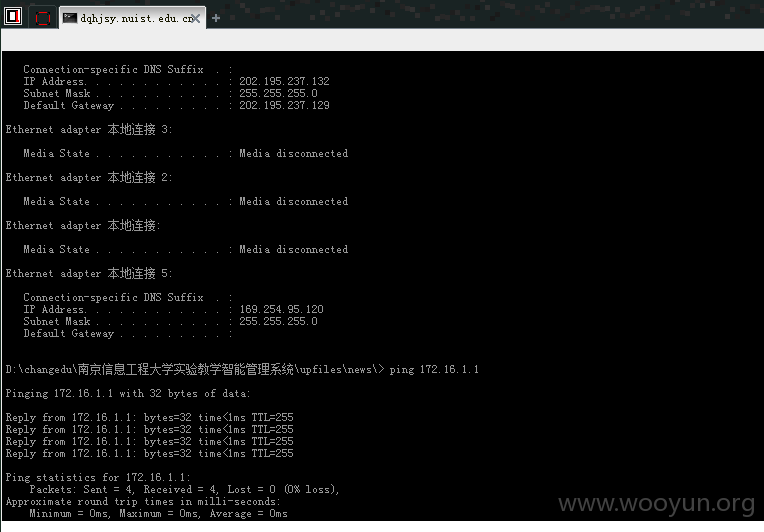 dqhjsy.nuist.edu.cn
Connection-specific DNS Suffix . :
IP Address. . . . . . . . . . . . : 202.195.237.132
Subnet Mask . . . . . . . . . . . : 255.255.255.0
Default Gateway . . . . . . . . . : 202.195.237.129
Ethernet adapter 本地连接 3:
Media State . . . . . . . . . . . : Media disconnected
Ethernet adapter 本地连接 2:
Media State . . . . . . . . . . . : Media disconnected
Ethernet adapter 本地连接:
Media State . . . . . . . . . . . : Media disconnected
Ethernet adapter 本地连接 5:
Connection-specific DNS Suffix . :
IP Address. . . . . . . . . . . . : 169.254.95.120
Subnet Mask . . . . . . . . . . . : 255.255.255.0
Default Gateway . . . . . . . . . :
D:\changedu\南京信息工程大学实验教学智能管理系统\upfiles\news\> ping 172.16.1.1
Pinging 172.16.1.1 with 32 bytes of data:
Reply from 172.16.1.1: bytes=32 time<1ms TTL=255
Reply from 172.16.1.1: bytes=32 time<1ms TTL=255
Reply from 172.16.1.1: bytes=32 time<1ms TTL=255
Reply from 172.16.1.1: bytes=32 time<1ms TTL=255
Ping statistics for 172.16.1.1:
Packets: Sent = 4, Received = 4, Lost = 0 (0% loss),
Approximate round trip times in milli-seconds:
Minimum = 0ms, Maximum = 0ms, Average = 0ms
www.wooyun.org